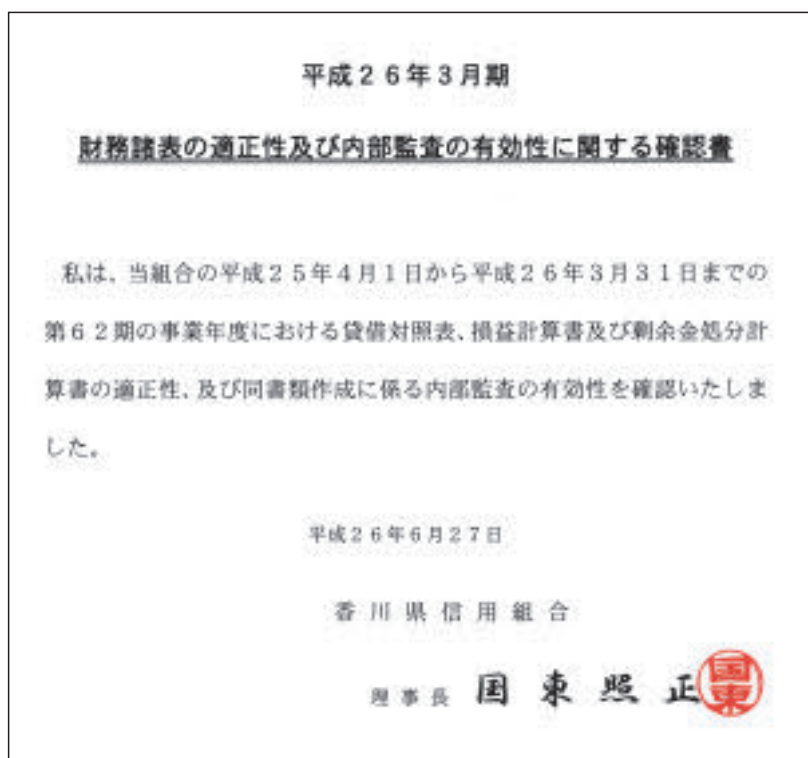 平成２６年３月期
財務諸表の適正性及び内部監査の有効性に関する確認書
私は、当組合の平成２５年４月１日から平成２６年３月３１日までの
第６２期の事業年度における貸借対照表、損益計算書及び剰余金処分計
算書の適正性、及び同書類作成に係る内部監査の有効性を確認いたしま
した。
平成２６年６月２７日
香川県信用組合
理事長 国東照正
国東